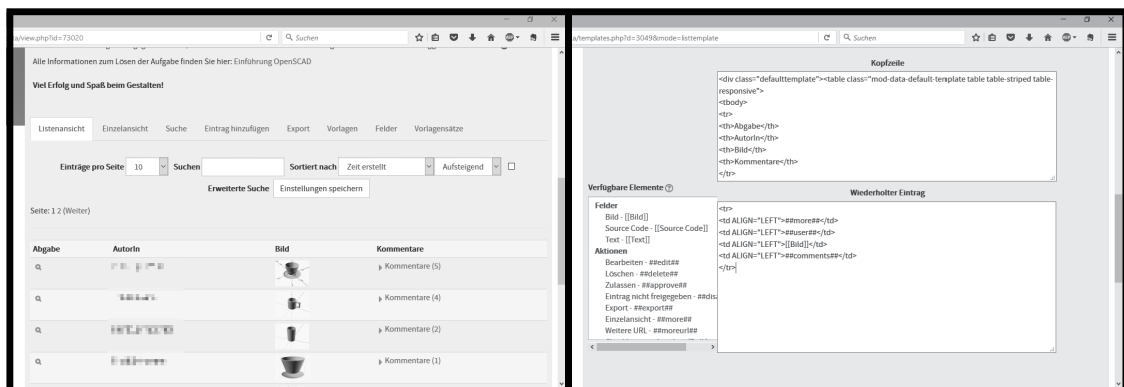 ta/view.php?id=73020
Suchen
Alle Informationen zum Lösen der Aufgabe finden Sie hier: Einführung OpenSCAD
Viel Erfolg und Spaß beim Gestalten!
Listenansicht Einzelansicht Suche Eintrag hinzufügen Export Vorlagen Felder Vorlagensätze
Einträge pro Seite 10 Suchen Sortiert nach Zeit erstellt Aufsteigend
Erweiterte Suche Einstellungen speichern
Seite: 1 2 (Weiter)
Abgabe AutorIn Bild Kommentare
Kommentare (5)
Kommentare (4)
Kommentare (2)
Kommentare (1)
a/templates.php?d=3049&mode=listtemplate
Suchen
Kopfzeile
<div class="defaulttemplate"><table class="mod-data-default-template table table-striped table-
responsive">
<tbody>
<tr>
<th>Abgabe</th>
<th>AutorIn</th>
<th>Bild</th>
<th>Kommentare</th>
</tr>
Verfügbare Elemente
Felder
Bild - [[Bild]]
Source Code - [[Source Code]]
Text - [[Text]]
Aktionen
Bearbeiten - ##edit##
Löschen - ##delete##
Zulassen - ##approve##
Eintrag nicht freigegeben - ##dis
Export - ##export##
Einzelansicht - ##more##
Weitere URL - ##moreurl##
Wiederholter Eintrag
<tr>
<td ALIGN="LEFT">##more##</td>
<td ALIGN="LEFT">##user##</td>
<td ALIGN="LEFT">[[Bild]]</td>
<td ALIGN="LEFT">##comments##</td>
</tr>